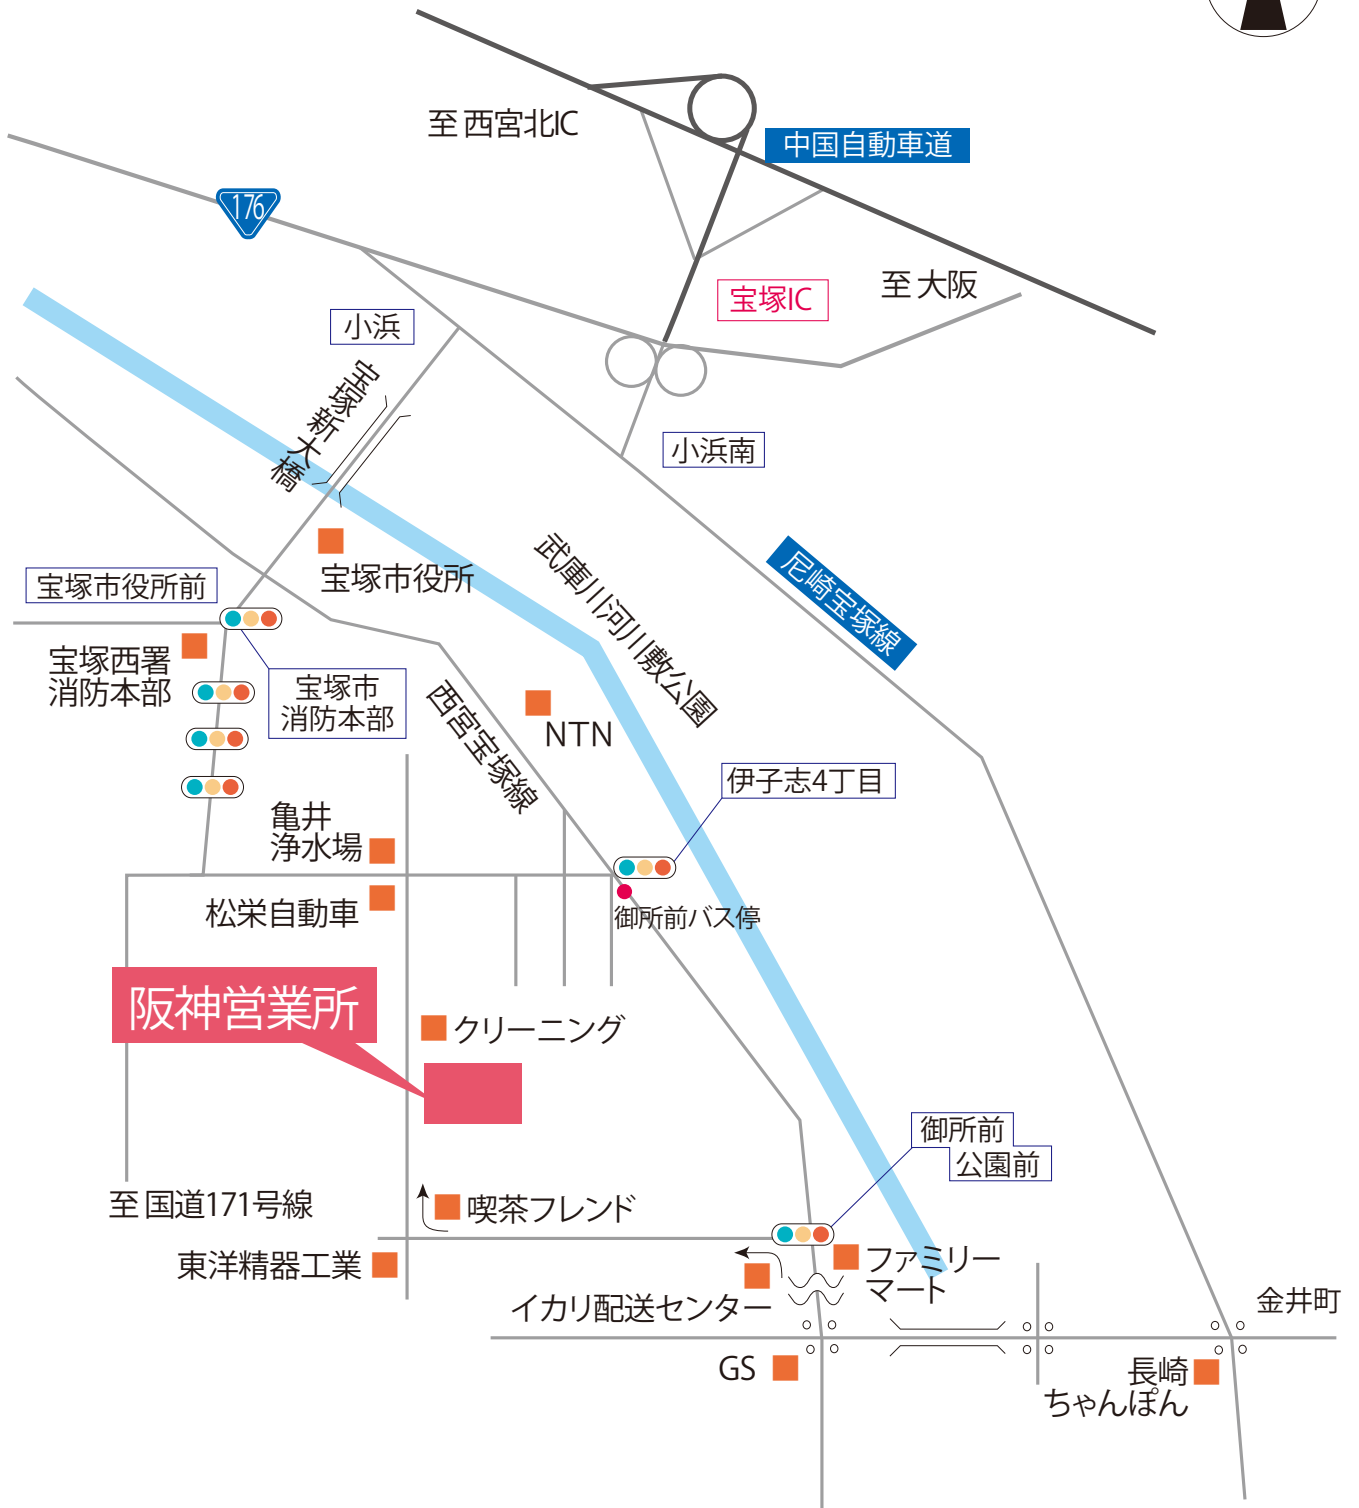 至 西宮北IC
中国自動車道
176
宝塚IC
至 大阪
小浜
宝塚新大橋
小浜南
宝塚市役所
宝塚市役所前
武庫川河川敷公園
尼崎宝塚線
宝塚西署
消防本部
宝塚市
消防本部
西宮宝塚線
NTN
伊子志4丁目
亀井
浄水場
松栄自動車
御所前バス停
阪神営業所
クリーニング
御所前
公園前
至 国道171号線
喫茶フレンド
東洋精器工業
ファミリー
マート
イカリ配送センター
金井町
GS
長崎
ちゃんぽん